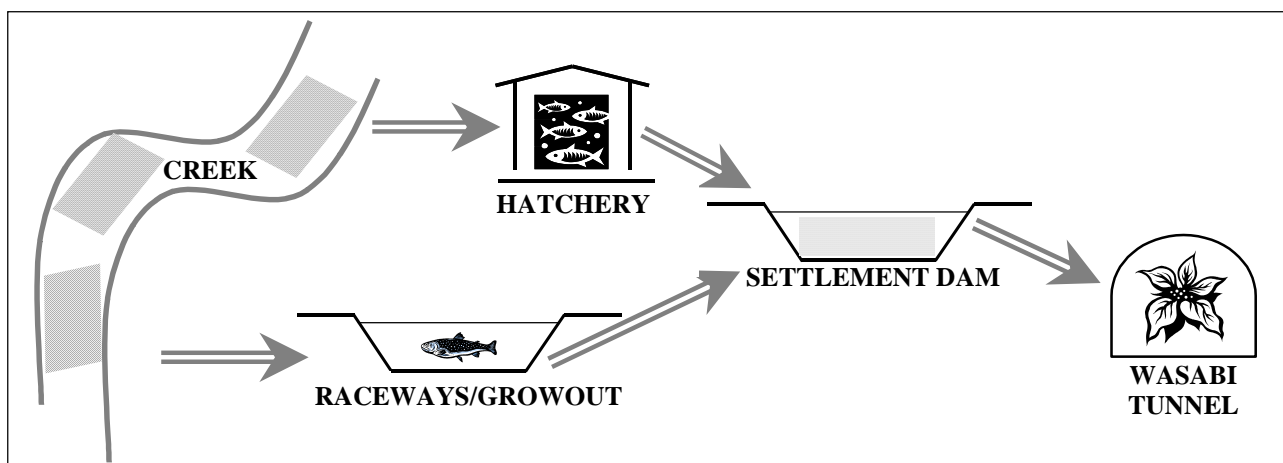 CREEK
HATCHERY
SETTLEMENT DAM
RACEWAYS/GROWOUT
WASABI
TUNNEL